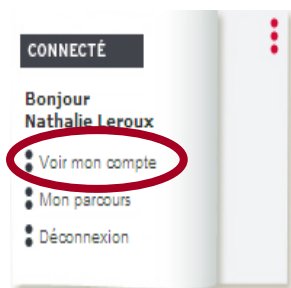 CONNECTÉ
Bonjour
Nathalie Leroux
Voir mon compte
Mon parcours
Déconnexion